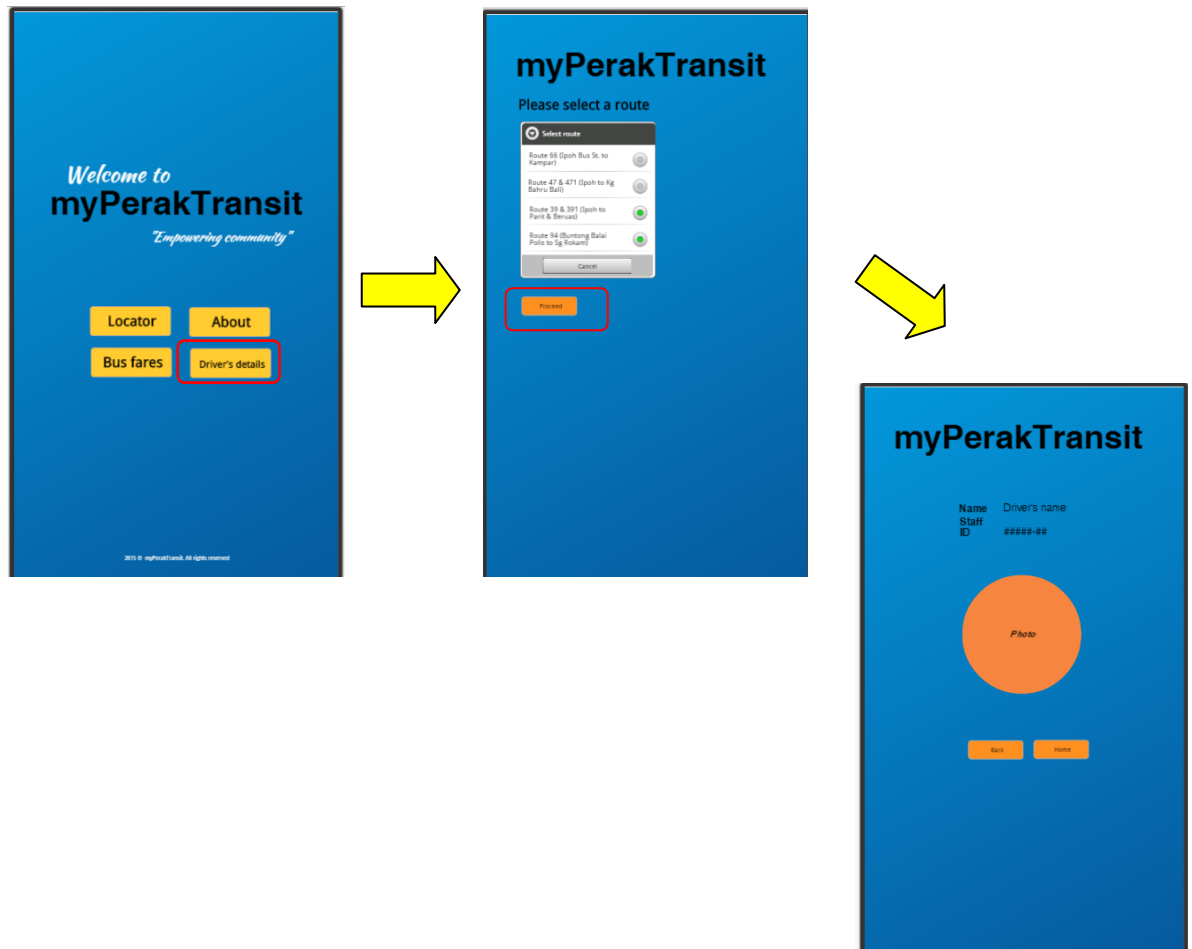 Welcome to
myPerakTransit
"Empowering community"
Locator
About
Bus fares
Driver's details
2015 © myPerakTransit. All rights reserved
myPerakTransit
Please select a route
Select route
Route 66 (Ipoh Bus St. to
Kampar)
Route 47 & 471 (Ipoh to Kg
Bahru Bali)
Route 39 & 391 (Ipoh to
Parit & Beruas)
Route 94 (Buntong Balai
Polis to Sg Rokam)
Cancel
Proceed
myPerakTransit
Name Driver's name
Staff
ID #####-##
Photo
Back
Home